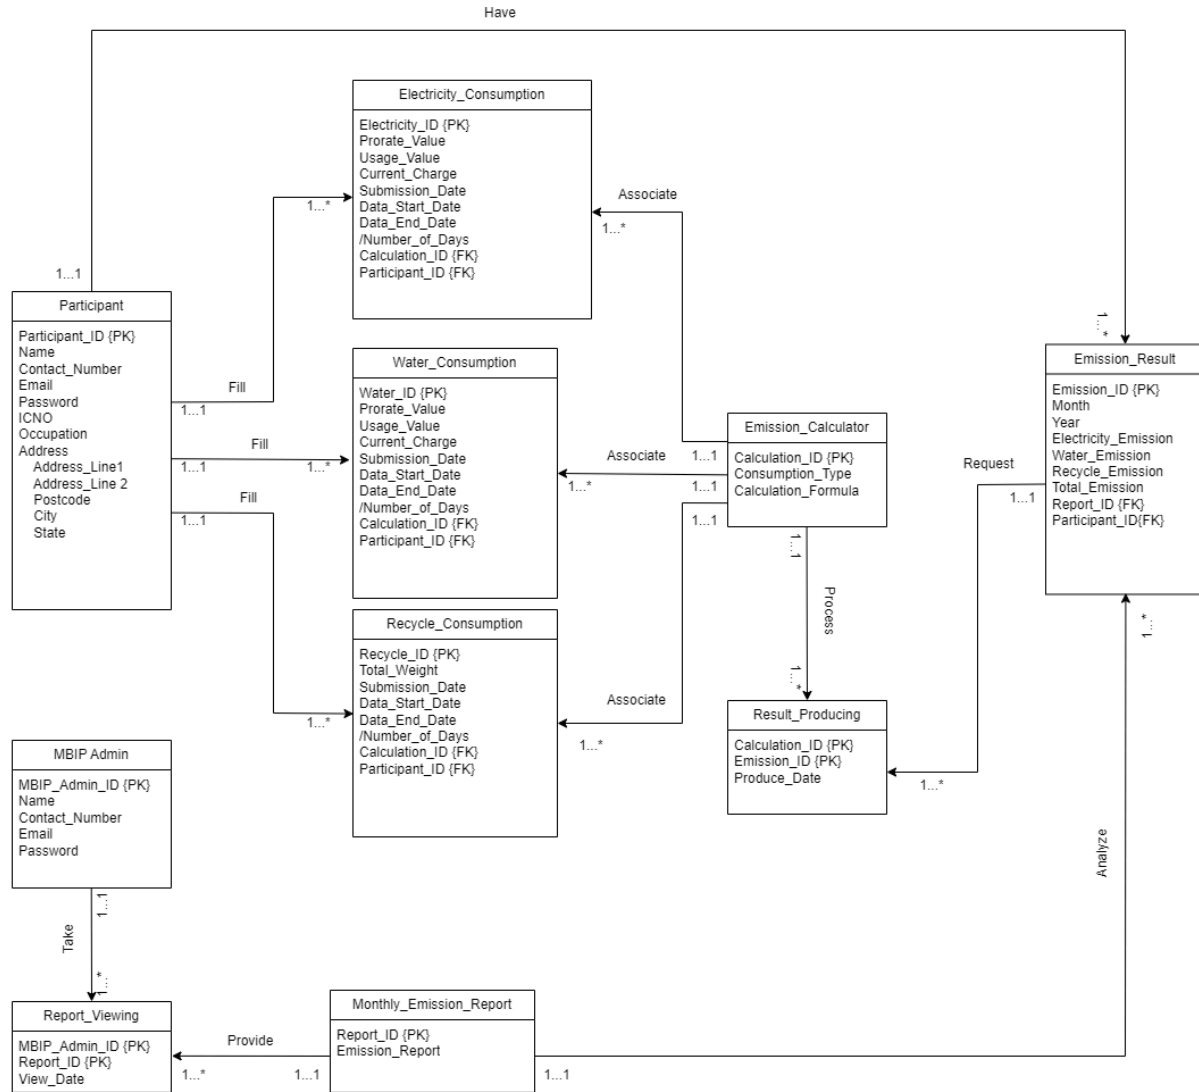 Have
Electricity_Consumption
Electricity_ID {PK}
Prorate_Value
Usage_Value
Current_Charge
Submission_Date
Data_Start_Date
Data_End_Date
/Number_of_Days
Calculation_ID {FK}
Participant_ID {FK}
1...*
Associate
1...*
1...1
Participant
Participant_ID {PK}
Name
Contact_Number
Email
Password
ICNO
Occupation
Address
Address_Line1
Address_Line 2
Postcode
City
State
Fill
1...1
Fill
1...1
1...*
Fill
1...1
Water_Consumption
Water_ID {PK}
Prorate_Value
Usage_Value
Current_Charge
Submission_Date
Data_Start_Date
Data_End_Date
/Number_of_Days
Calculation_ID {FK}
Participant_ID {FK}
Associate
1...*
1...1
1...1
1...1
Emission_Calculator
Calculation_ID {PK}
Consumption_Type
Calculation_Formula
1...*
Emission_Result
Emission_ID {PK}
Month
Year
Electricity_Emission
Water_Emission
Recycle_Emission
Total_Emission
Report_ID {FK}
Participant_ID{FK}
Request
1...1
1...1
Process
1...*
1...*
Recycle_Consumption
Recycle_ID {PK}
Total_Weight
Submission_Date
Data_Start_Date
Data_End_Date
/Number_of_Days
Calculation_ID {FK}
Participant_ID {FK}
1...*
Associate
1...*
Result_Producing
Calculation_ID {PK}
Emission_ID {PK}
Produce_Date
1...*
MBIP Admin
MBIP_Admin_ID {PK}
Name
Contact_Number
Email
Password
1...1
Take
1...*
Analyze
Report_Viewing
MBIP_Admin_ID {PK}
Report_ID {PK}
View_Date
Provide
1...*
1...1
Monthly_Emission_Report
Report_ID {PK}
Emission_Report
1...1